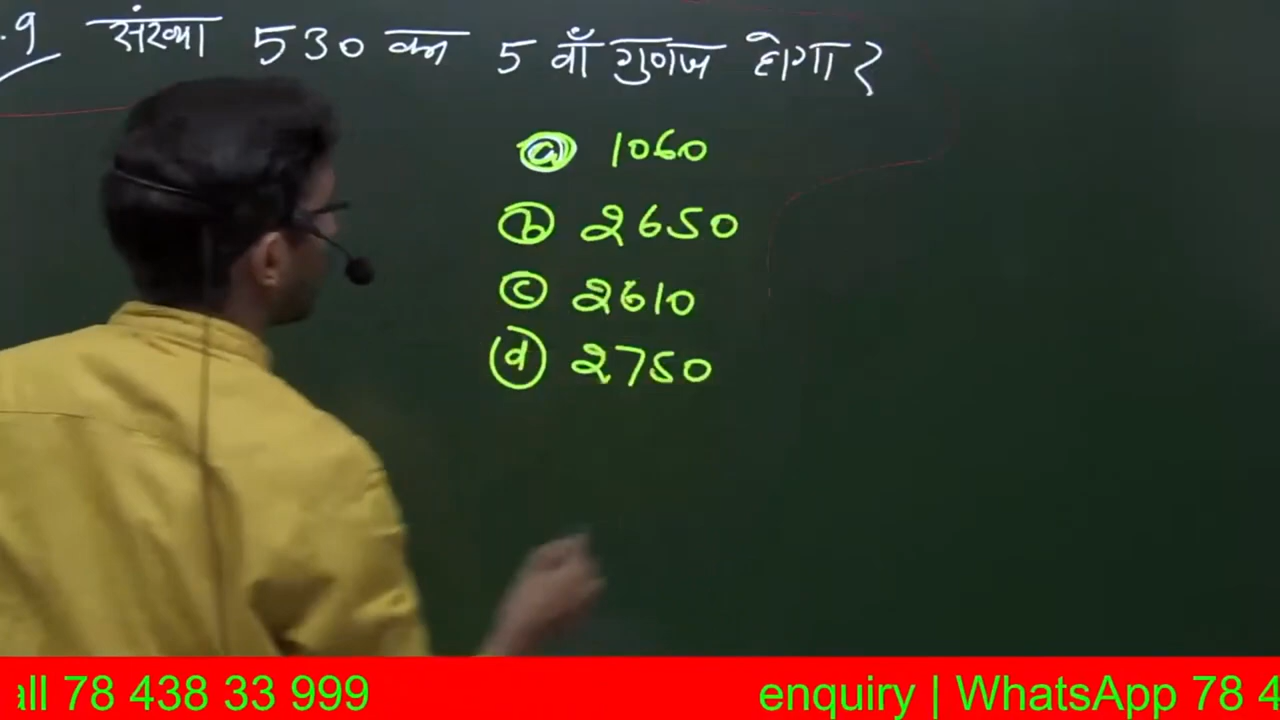 .9 संख्या 530 का 5 वाँ गुणज होगा ?
(a) 1060
(b) 2650
(c) 2610
(d) 2750
all 78 438 33 999 enquiry | WhatsApp 78 4